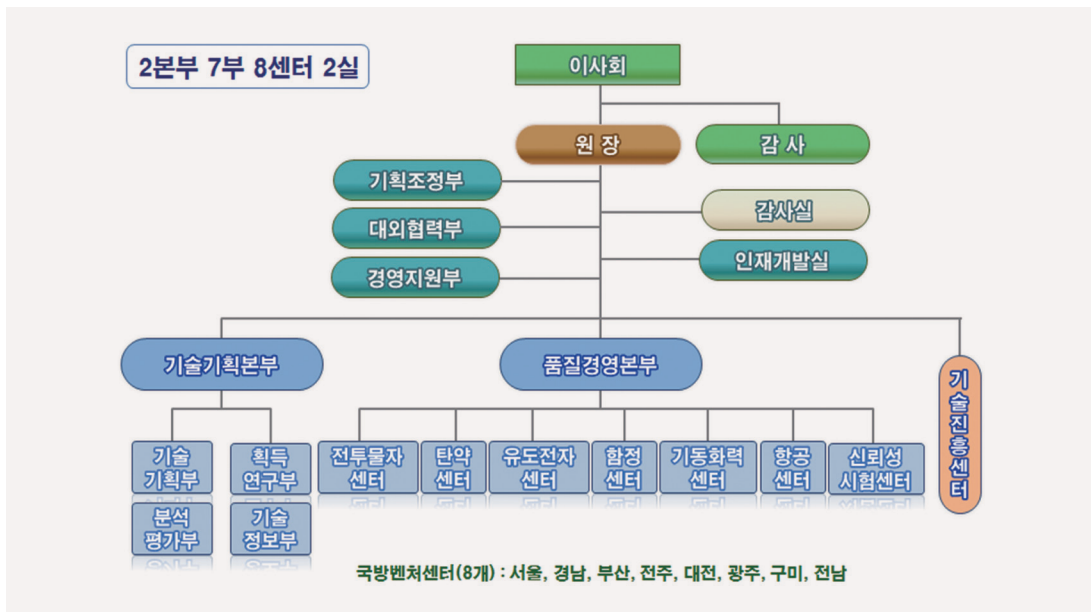 2본부 7부 8센터 2실
이사회
원 장
감 사
기획조정부
감사실
대외협력부
인재개발실
경영지원부
기술기획본부
품질경영본부
기술진흥센터
기술
기획부
획득
연구부
전투물자
센터
탄약
센터
유도전자
센터
함정
센터
기동화력
센터
항공
센터
신뢰성
시험센터
분석
평가부
기술
정보부
국방벤처센터(8개) : 서울, 경남, 부산, 전주, 대전, 광주, 구미, 전남